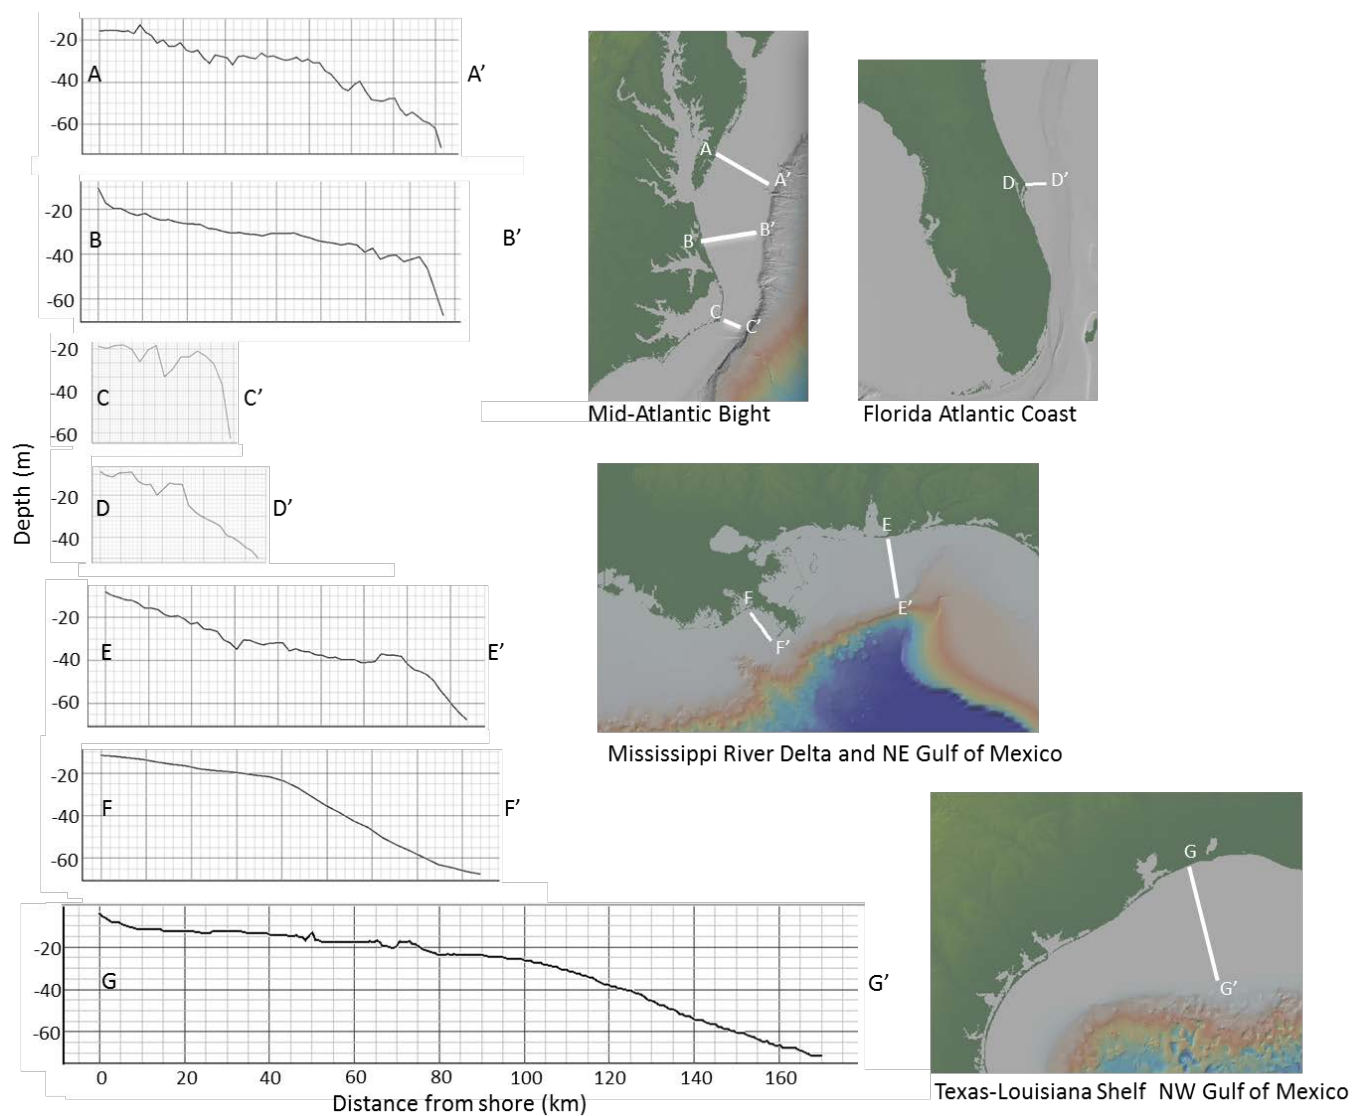 -20
-40
-60
A
A’
-20
-40
-60
B
B’
-20
-40
-60
C
C’
-20
-40
D
D’
-20
-40
-60
E
E’
-20
-40
-60
F
F’
-20
-40
-60
G
G’
0 20 40 60 80 100 120 140 160
Distance from shore (km)
Depth (m)
A
A’
B
B’
C
C’
Mid-Atlantic Bight
D
D’
Florida Atlantic Coast
E
E’
F
F’
Mississippi River Delta and NE Gulf of Mexico
G
G’
Texas-Louisiana Shelf NW Gulf of Mexico